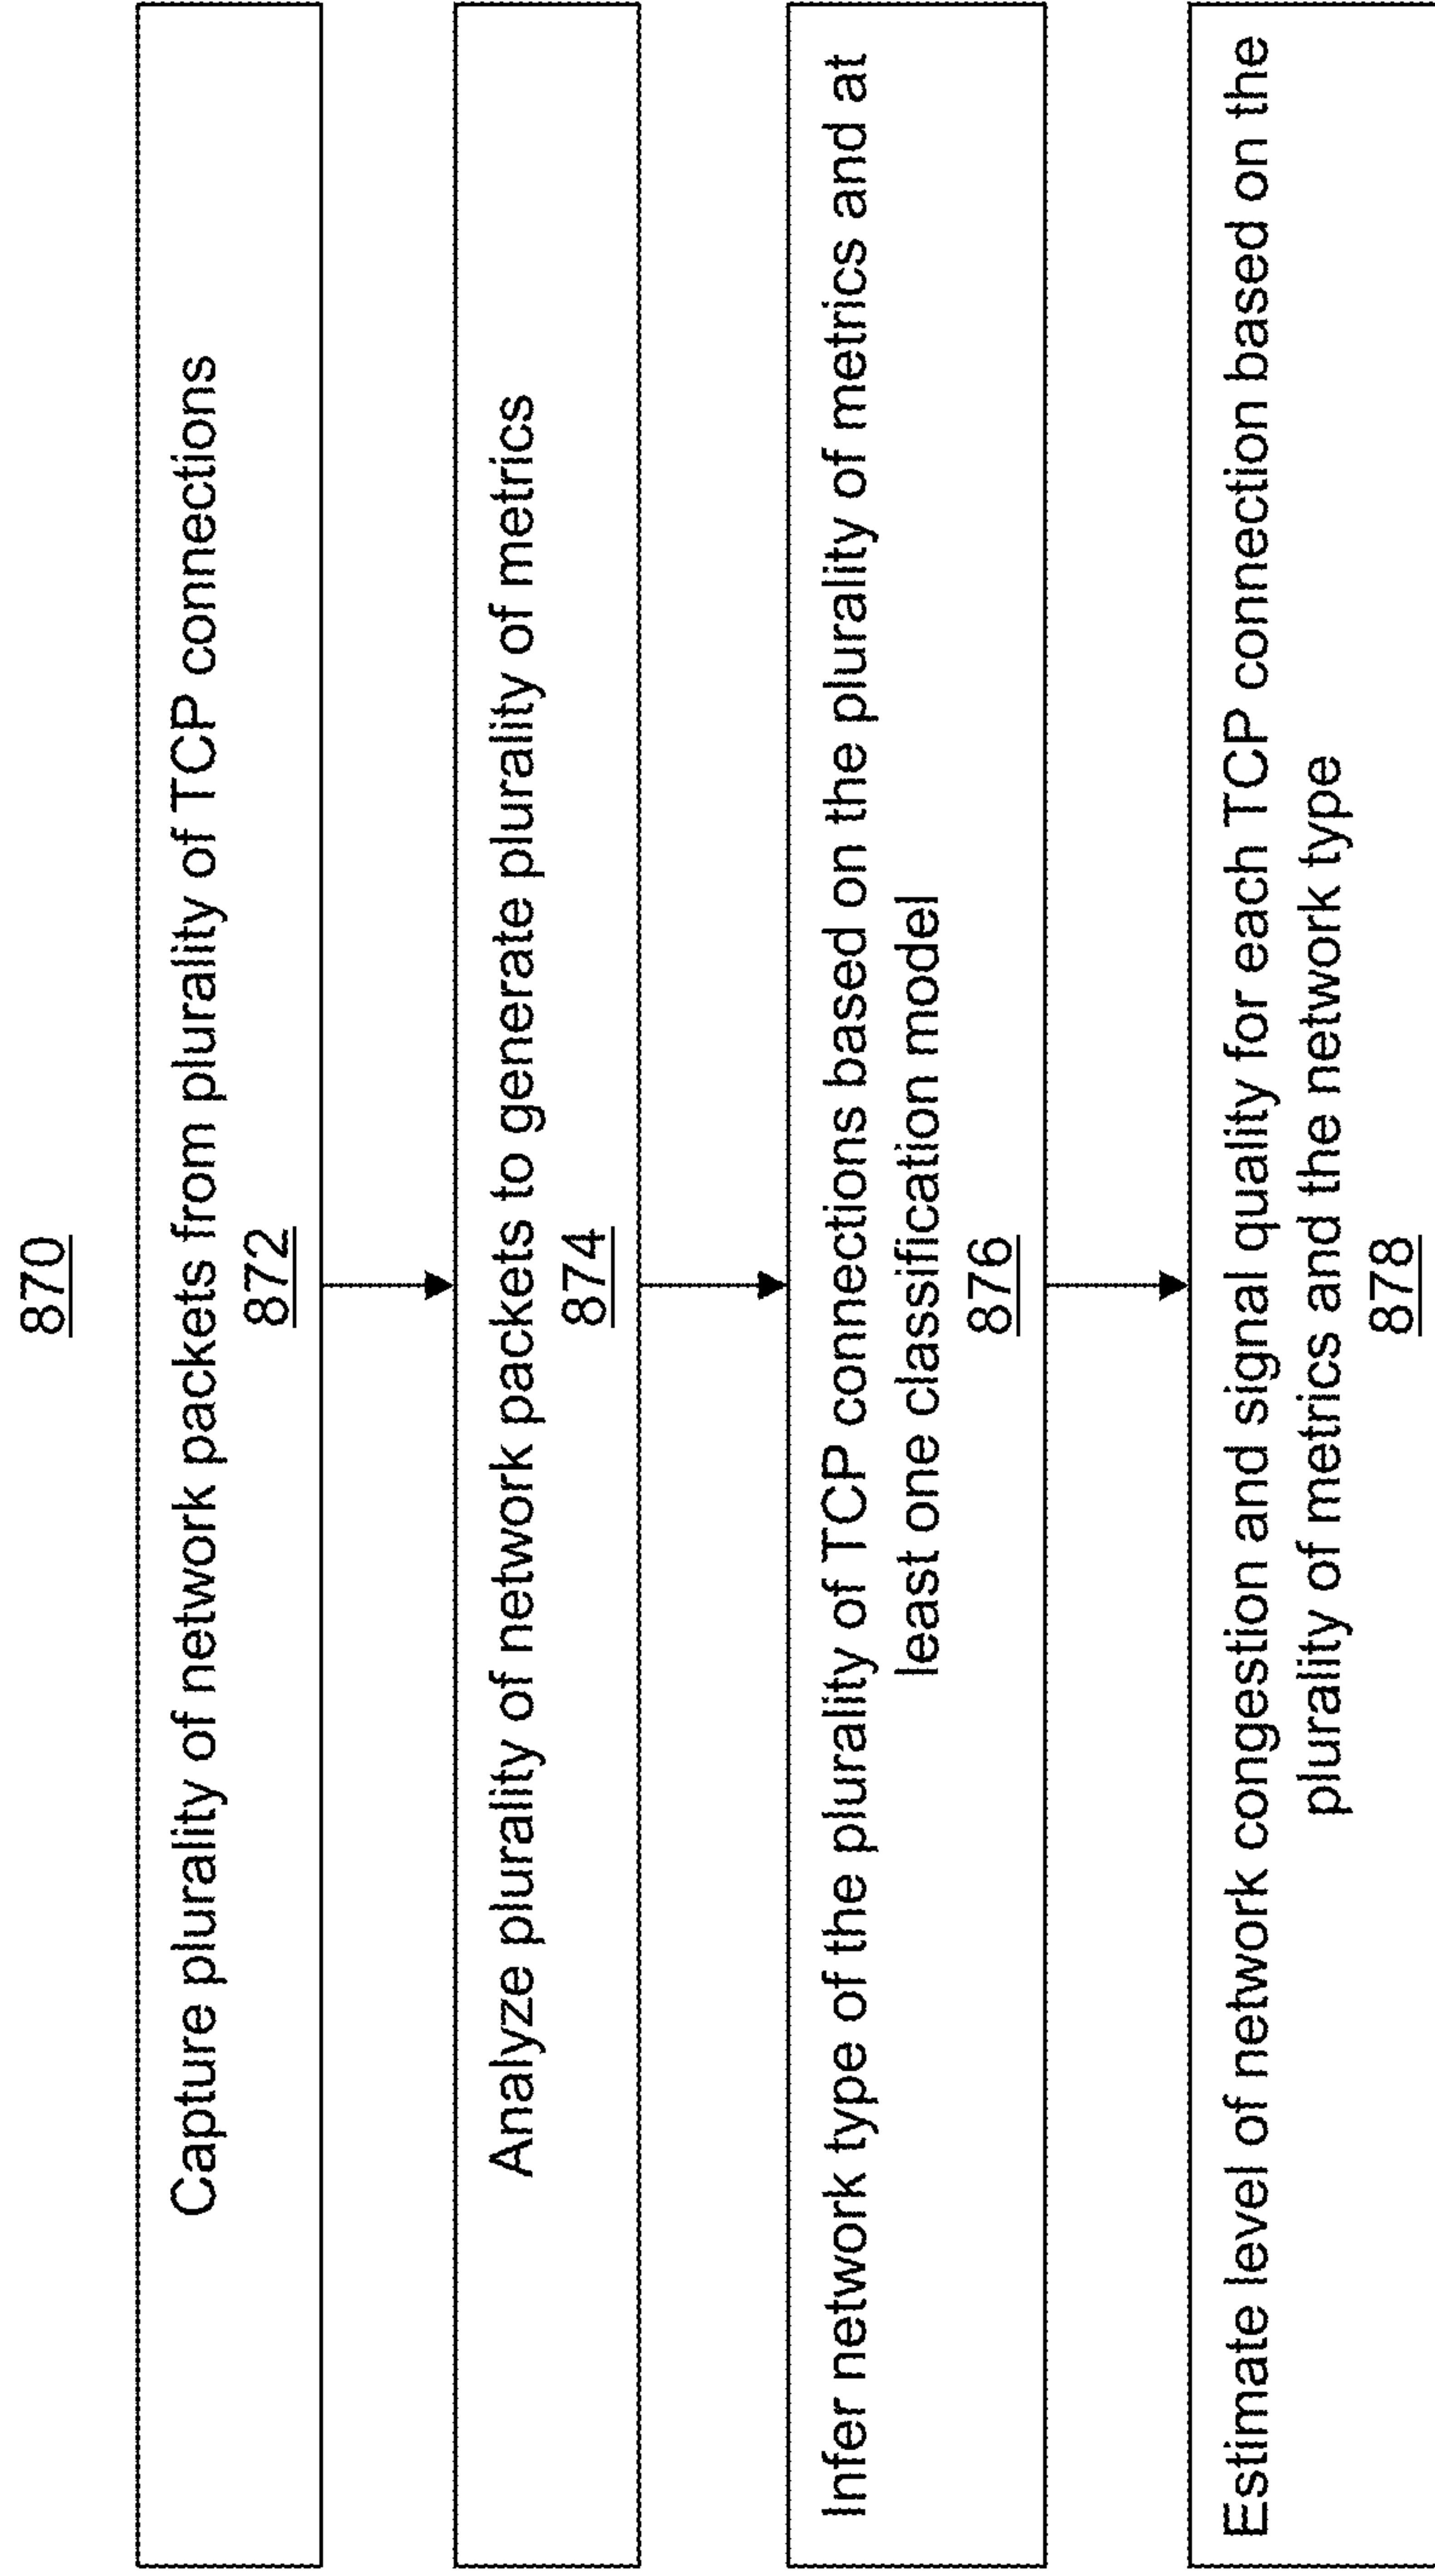 870
Capture plurality of network packets from plurality of TCP connections
872
Analyze plurality of network packets to generate plurality of metrics
874
Infer network type of the plurality of TCP connections based on the plurality of metrics and at
least one classification model
876
Estimate level of network congestion and signal quality for each TCP connection based on the
plurality of metrics and the network type
878